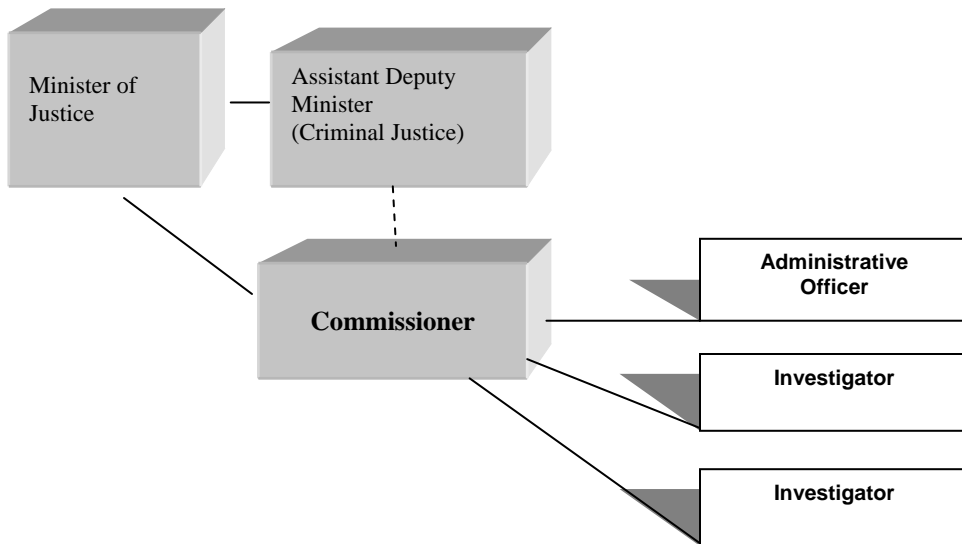 Minister of
Justice
Assistant Deputy
Minister
(Criminal Justice)
Commissioner
Administrative
Officer
Investigator
Investigator